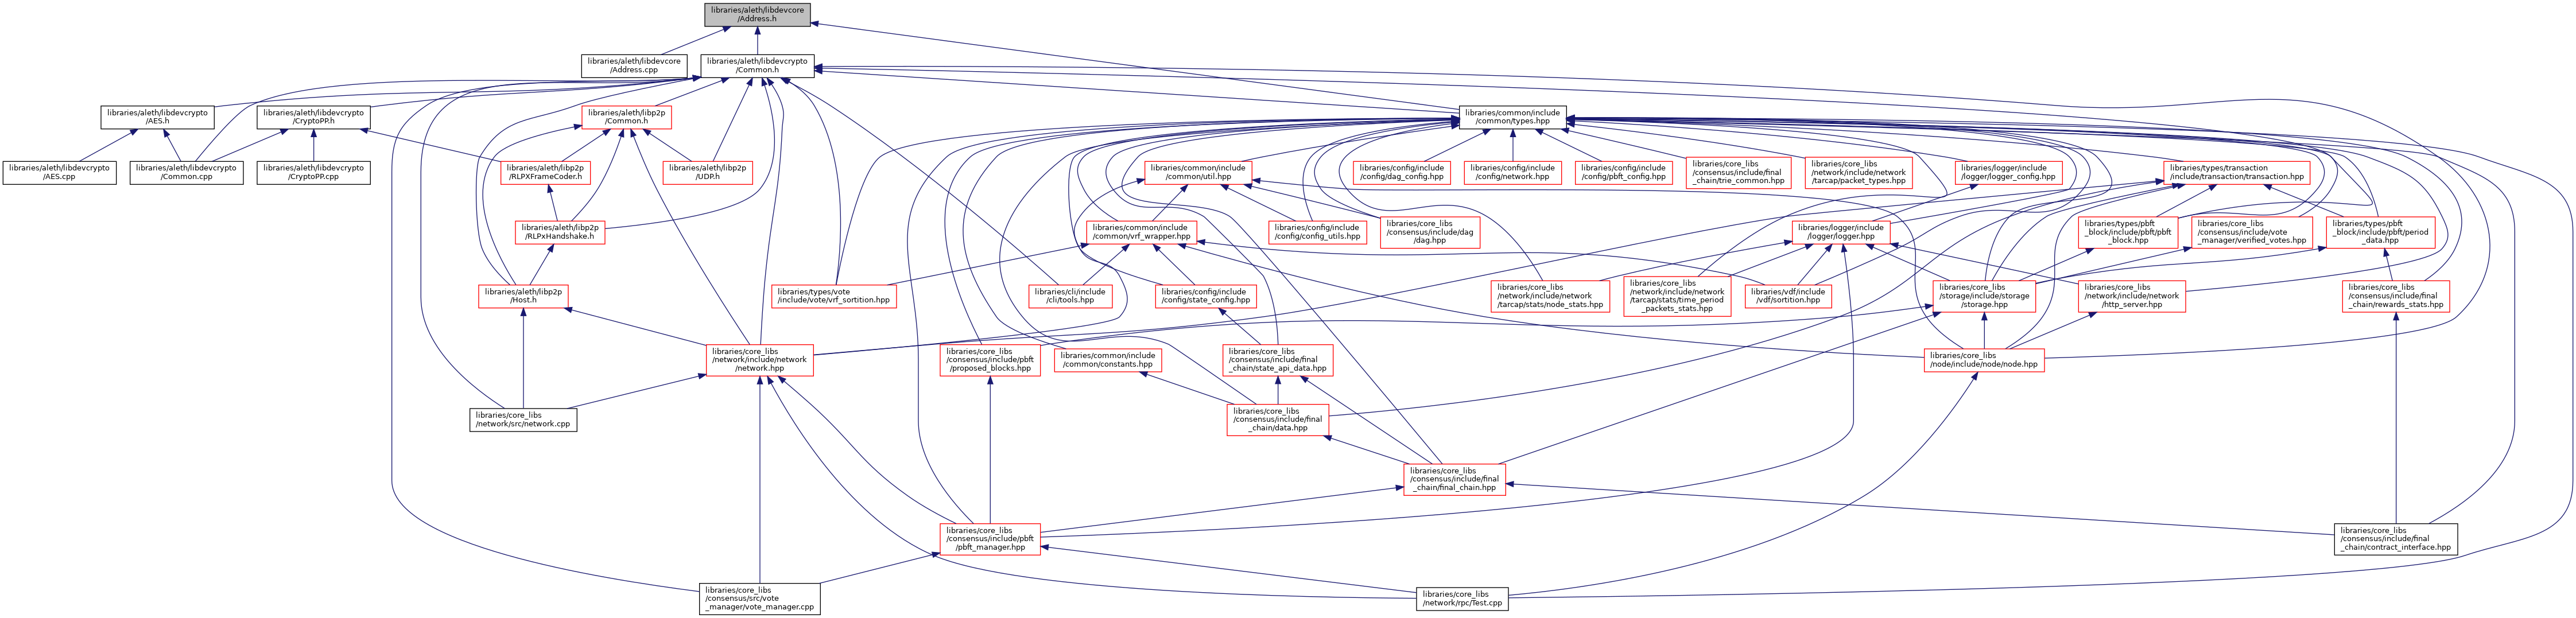 libraries/aleth/libdevcore
/Address.h
libraries/aleth/libdevcore
/Address.cpp
libraries/aleth/libdevcrypto
/Common.h
libraries/aleth/libdevcrypto
/AES.h
libraries/aleth/libdevcrypto
/CryptoPP.h
libraries/aleth/libp2p
/Common.h
libraries/common/include
/common/types.hpp
libraries/aleth/libdevcrypto
/AES.cpp
libraries/aleth/libdevcrypto
/Common.cpp
libraries/aleth/libdevcrypto
/CryptoPP.cpp
libraries/aleth/libp2p
/RLPXFrameCoder.h
libraries/aleth/libp2p
/UDP.h
libraries/common/include
/common/util.hpp
libraries/config/include
/config/dag_config.hpp
libraries/config/include
/config/network.hpp
libraries/config/include
/config/pbft_config.hpp
libraries/core_libs
/consensus/include/final
_chain/trie_common.hpp
libraries/core_libs
/network/include/network
/tarcap/packet_types.hpp
libraries/logger/include
/logger/logger_config.hpp
libraries/types/transaction
/include/transaction/transaction.hpp
libraries/aleth/libp2p
/RLPxHandshake.h
libraries/common/include
/common/vrf_wrapper.hpp
libraries/config/include
/config/config_utils.hpp
libraries/core_libs
/consensus/include/dag
/dag.hpp
libraries/logger/include
/logger/logger.hpp
libraries/types/pbft
_block/include/pbft/pbft
_block.hpp
libraries/core_libs
/consensus/include/vote
_manager/verified_votes.hpp
libraries/types/pbft
_block/include/pbft/period
_data.hpp
libraries/aleth/libp2p
/Host.h
libraries/types/vote
/include/vote/vrf_sortition.hpp
libraries/cli/include
/cli/tools.hpp
libraries/config/include
/config/state_config.hpp
libraries/core_libs
/network/include/network
/tarcap/stats/node_stats.hpp
libraries/core_libs
/network/include/network
/tarcap/stats/time_period
_packets_stats.hpp
libraries/vdf/include
/vdf/sortition.hpp
libraries/core_libs
/storage/include/storage
/storage.hpp
libraries/core_libs
/network/include/network
/http_server.hpp
libraries/core_libs
/consensus/include/final
_chain/rewards_stats.hpp
libraries/core_libs
/network/include/network
/network.hpp
libraries/core_libs
/consensus/include/pbft
/proposed_blocks.hpp
libraries/common/include
/common/constants.hpp
libraries/core_libs
/consensus/include/final
_chain/state_api_data.hpp
libraries/core_libs
/node/include/node/node.hpp
libraries/core_libs
/network/src/network.cpp
libraries/core_libs
/consensus/include/final
_chain/data.hpp
libraries/core_libs
/consensus/include/final
_chain/final_chain.hpp
libraries/core_libs
/consensus/include/pbft
/pbft_manager.hpp
libraries/core_libs
/consensus/include/final
_chain/contract_interface.hpp
libraries/core_libs
/consensus/src/vote
_manager/vote_manager.cpp
libraries/core_libs
/network/rpc/Test.cpp